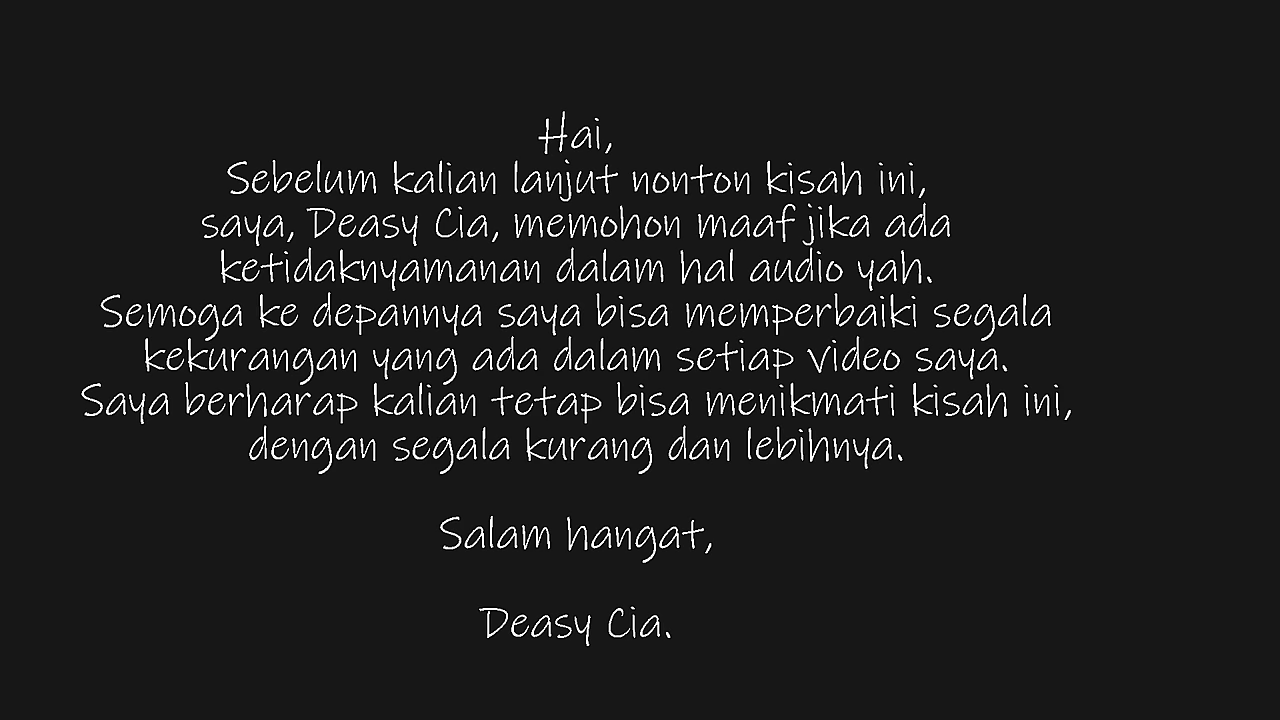 Hai,
Sebelum kalian lanjut nonton kisah ini,
saya, Deasy Cia, memohon maaf jika ada
ketidaknyamanan dalam hal audio yah.
Semoga ke depannya saya bisa memperbaiki segala
kekurangan yang ada dalam setiap video saya.
Saya berharap kalian tetap bisa menikmati kisah ini,
dengan segala kurang dan lebihnya.
Salam hangat,
Deasy Cia.